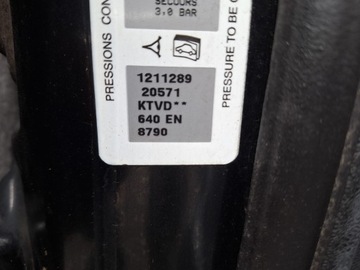 SECOURS
3.0 BAR
PRESSIONS CON
1211289
20571
KTVD**
640 EN
8790
PRESSURE TO BE C